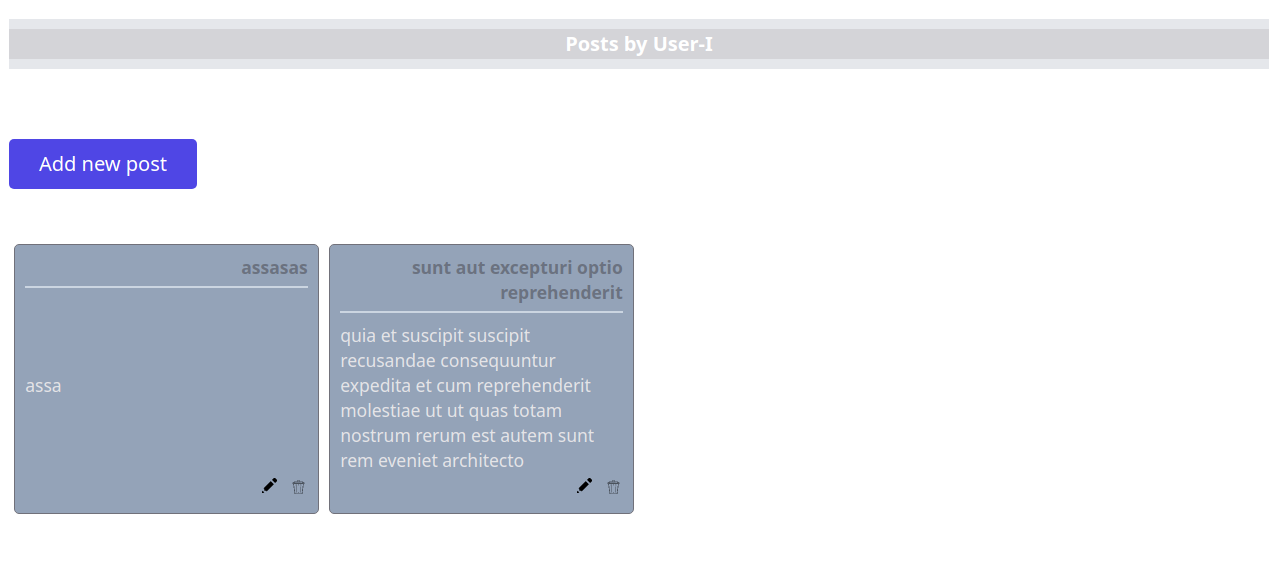 Posts by User-I
Add new post
assasas
assa
sunt aut excepturi optio
reprehenderit
quia et suscipit suscipit
recusandae consequuntur
expedita et cum reprehenderit
molestiae ut ut quas totam
nostrum rerum est autem sunt
rem eveniet architecto